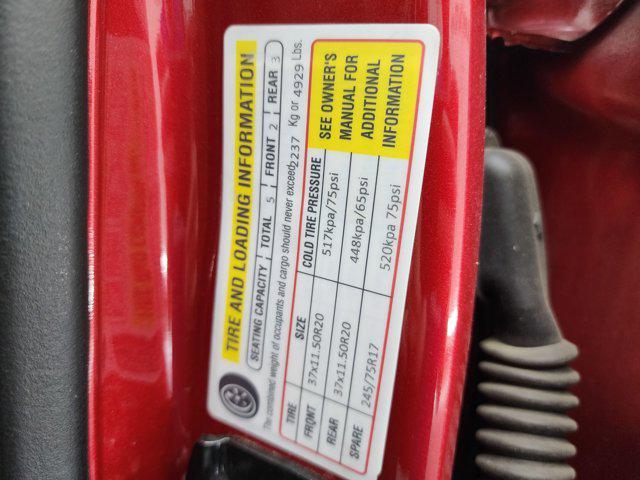 TIRE AND LOADING INFORMATION
SEATING CAPACITY TOTAL 5 FRONT 2 REAR 3
The combined weight of occupants and cargo should never exceed 2237 Kg or 4929 Lbs.
TIRE SIZE COLD TIRE PRESSURE SEE OWNER'S
FRONT 37x11.50R20 517kpa/75psi MANUAL FOR
REAR 37x11.50R20 448kpa/65psi ADDITIONAL
SPARE 245/75R17 520kpa 75psi INFORMATION